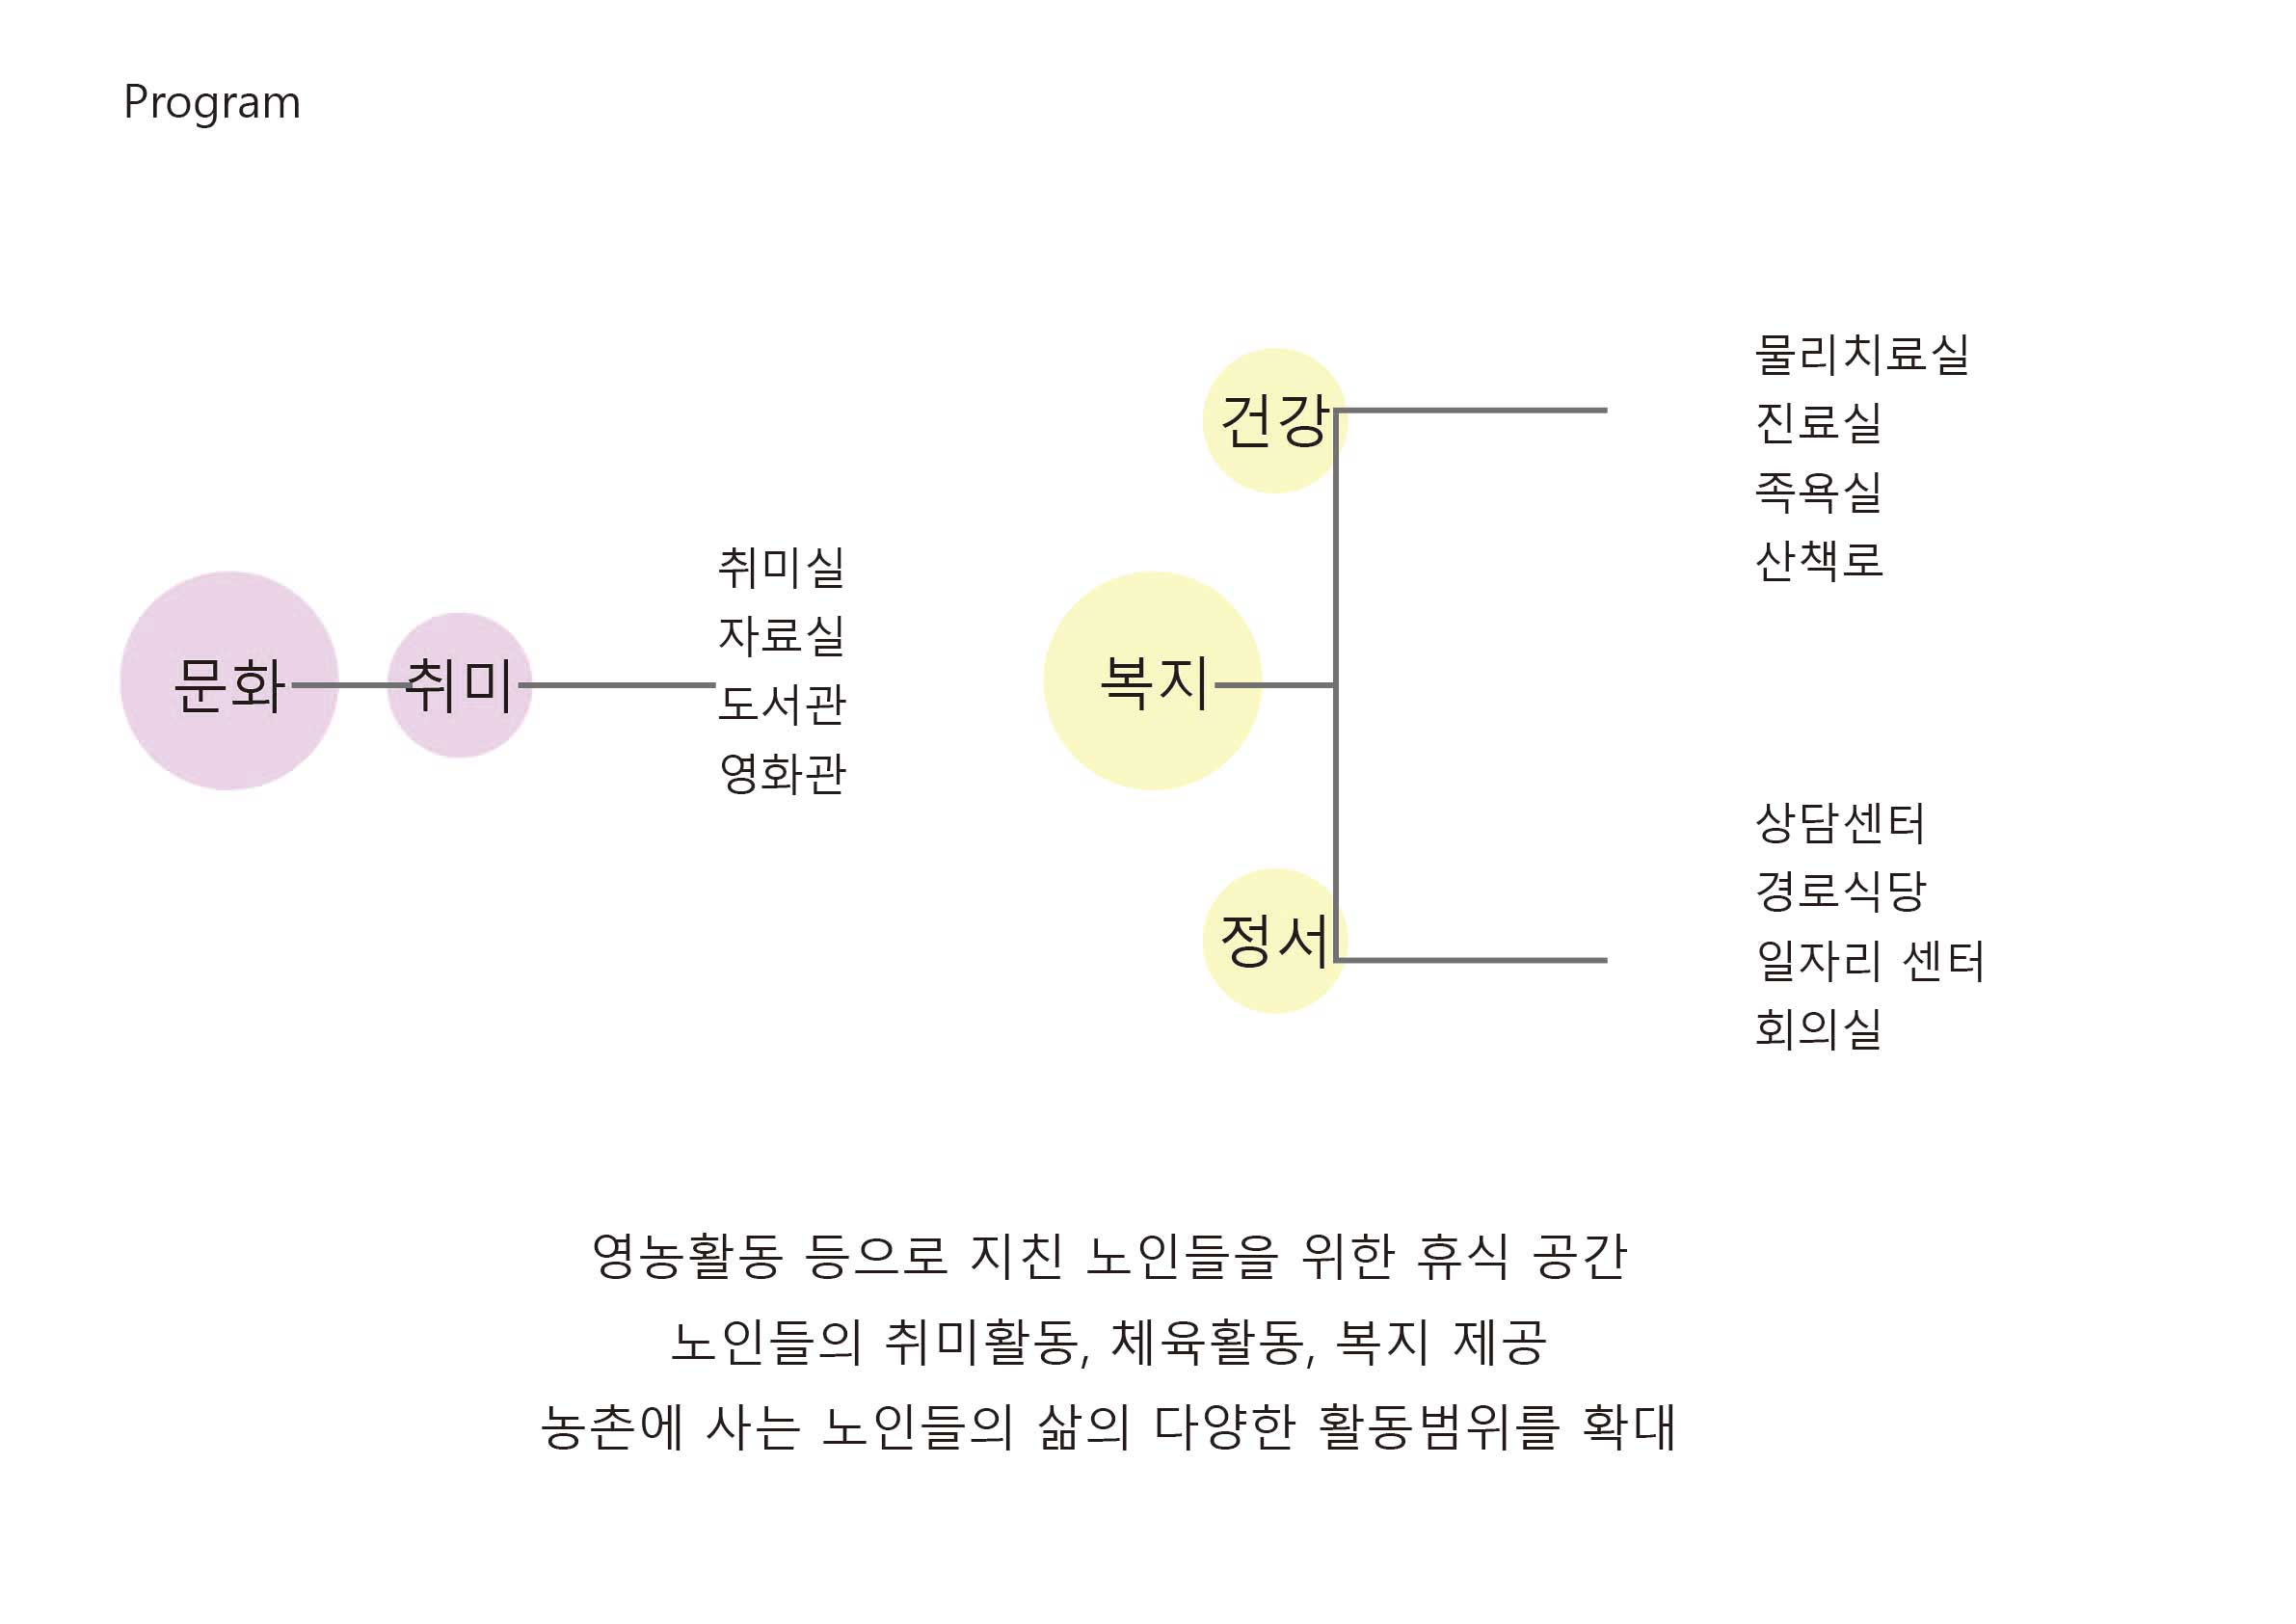 Program
문화
취미
취미실
자료실
도서관
영화관
복지
건강
물리치료실
진료실
족욕실
산책로
정서
상담센터
경로식당
일자리 센터
회의실
영농활동 등으로 지친 노인들을 위한 휴식 공간
노인들의 취미활동, 체육활동, 복지 제공
농촌에 사는 노인들의 삶의 다양한 활동범위를 확대